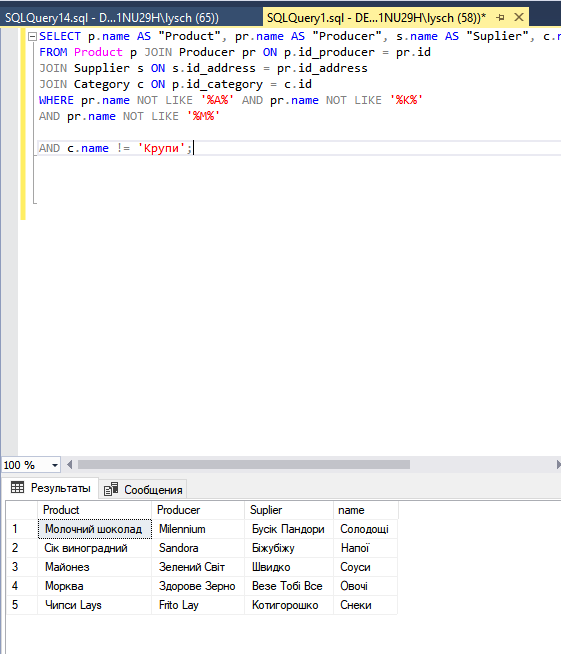 SQLQuery14.sql - D...1NU29H\lysch (65))
SQLQuery1.sql - DE...1NU29H\lysch (58))*
SELECT p.name AS "Product", pr.name AS "Producer", s.name AS "Suplier", c.n
FROM Product p JOIN Producer pr ON p.id_producer = pr.id
JOIN Supplier s ON s.id_address = pr.id_address
JOIN Category c ON p.id_category = c.id
WHERE pr.name NOT LIKE '%A%' AND pr.name NOT LIKE '%K%'
AND pr.name NOT LIKE '%M%'
AND c.name != 'Крупи';
100 %
Результаты Сообщения
Product Producer Suplier name
1 Молочний шоколад Milennium Бусік Пандори Солодощі
2 Сік виноградний Sandora Біжубіжу Напої
3 Майонез Зелений Світ Швидко Соуси
4 Морква Здорове Зерно Везе Тобі Все Овочі
5 Чипси Lays Frito Lay Котигорошко Снеки